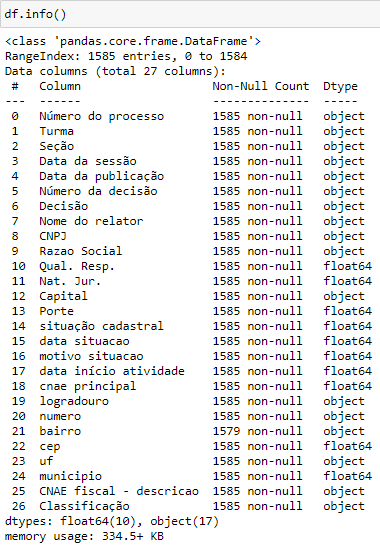 df.info()
<class 'pandas.core.frame.DataFrame'>
RangeIndex: 1585 entries, 0 to 1584
Data columns (total 27 columns):
 #   Column                   Non-Null Count  Dtype
---  ------                   --------------  -----
 0   Número do processo       1585 non-null   object
 1   Turma                    1585 non-null   object
 2   Seção                    1585 non-null   object
 3   Data da sessão           1585 non-null   object
 4   Data da publicação       1585 non-null   object
 5   Número da decisão        1585 non-null   object
 6   Decisão                  1585 non-null   object
 7   Nome do relator          1585 non-null   object
 8   CNPJ                     1585 non-null   object
 9   Razao Social             1585 non-null   object
 10  Qual. Resp.              1585 non-null   float64
 11  Nat. Jur.                1585 non-null   float64
 12  Capital                  1585 non-null   object
 13  Porte                    1585 non-null   float64
 14  situação cadastral       1585 non-null   float64
 15  data situacao            1585 non-null   float64
 16  motivo situacao          1585 non-null   float64
 17  data início atividade    1585 non-null   float64
 18  cnae principal           1585 non-null   float64
 19  logradouro               1585 non-null   object
 20  numero                   1585 non-null   object
 21  bairro                   1579 non-null   object
 22  cep                      1585 non-null   float64
 23  uf                       1585 non-null   object
 24  municipio                1585 non-null   float64
 25  CNAE fiscal - descricao  1585 non-null   object
 26  Classificação            1585 non-null   object
dtypes: float64(10), object(17)
memory usage: 334.5+ KB